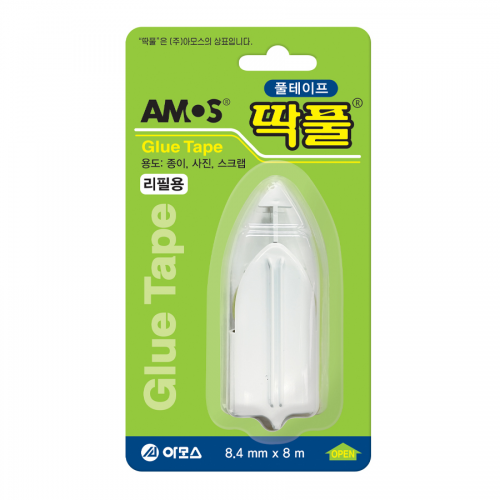 "딱풀"은 (주)아모스의 상표입니다.
풀테이프
AMOS®
딱풀®
Glue Tape
용도: 종이, 사진, 스크랩
리필용
Glue Tape
아모스
8.4 mm x 8 m
OPEN